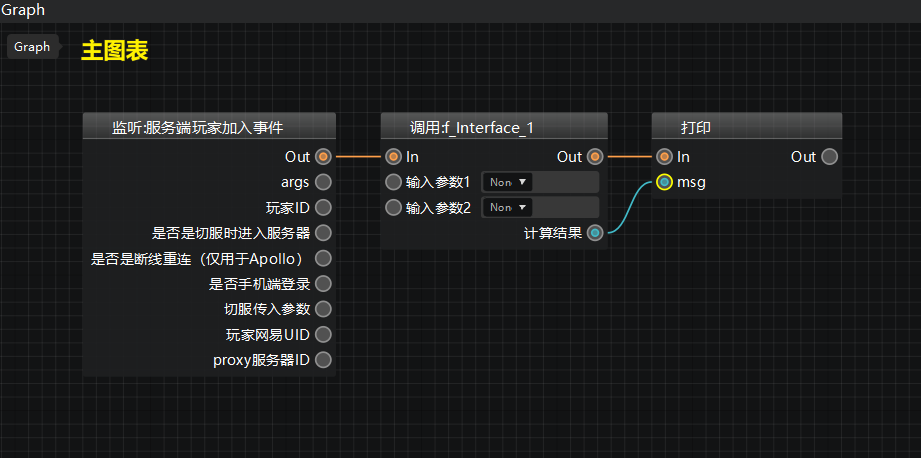 Graph
Graph
主图表
监听:服务端玩家加入事件
Out
args
玩家ID
是否是切服时进入服务器
是否是断线重连（仅用于Apollo）
是否手机端登录
切服传入参数
玩家网易UID
proxy服务器ID
调用:f_Interface_1
In Out
输入参数1 Non
输入参数2 Non
计算结果
打印
In Out
msg